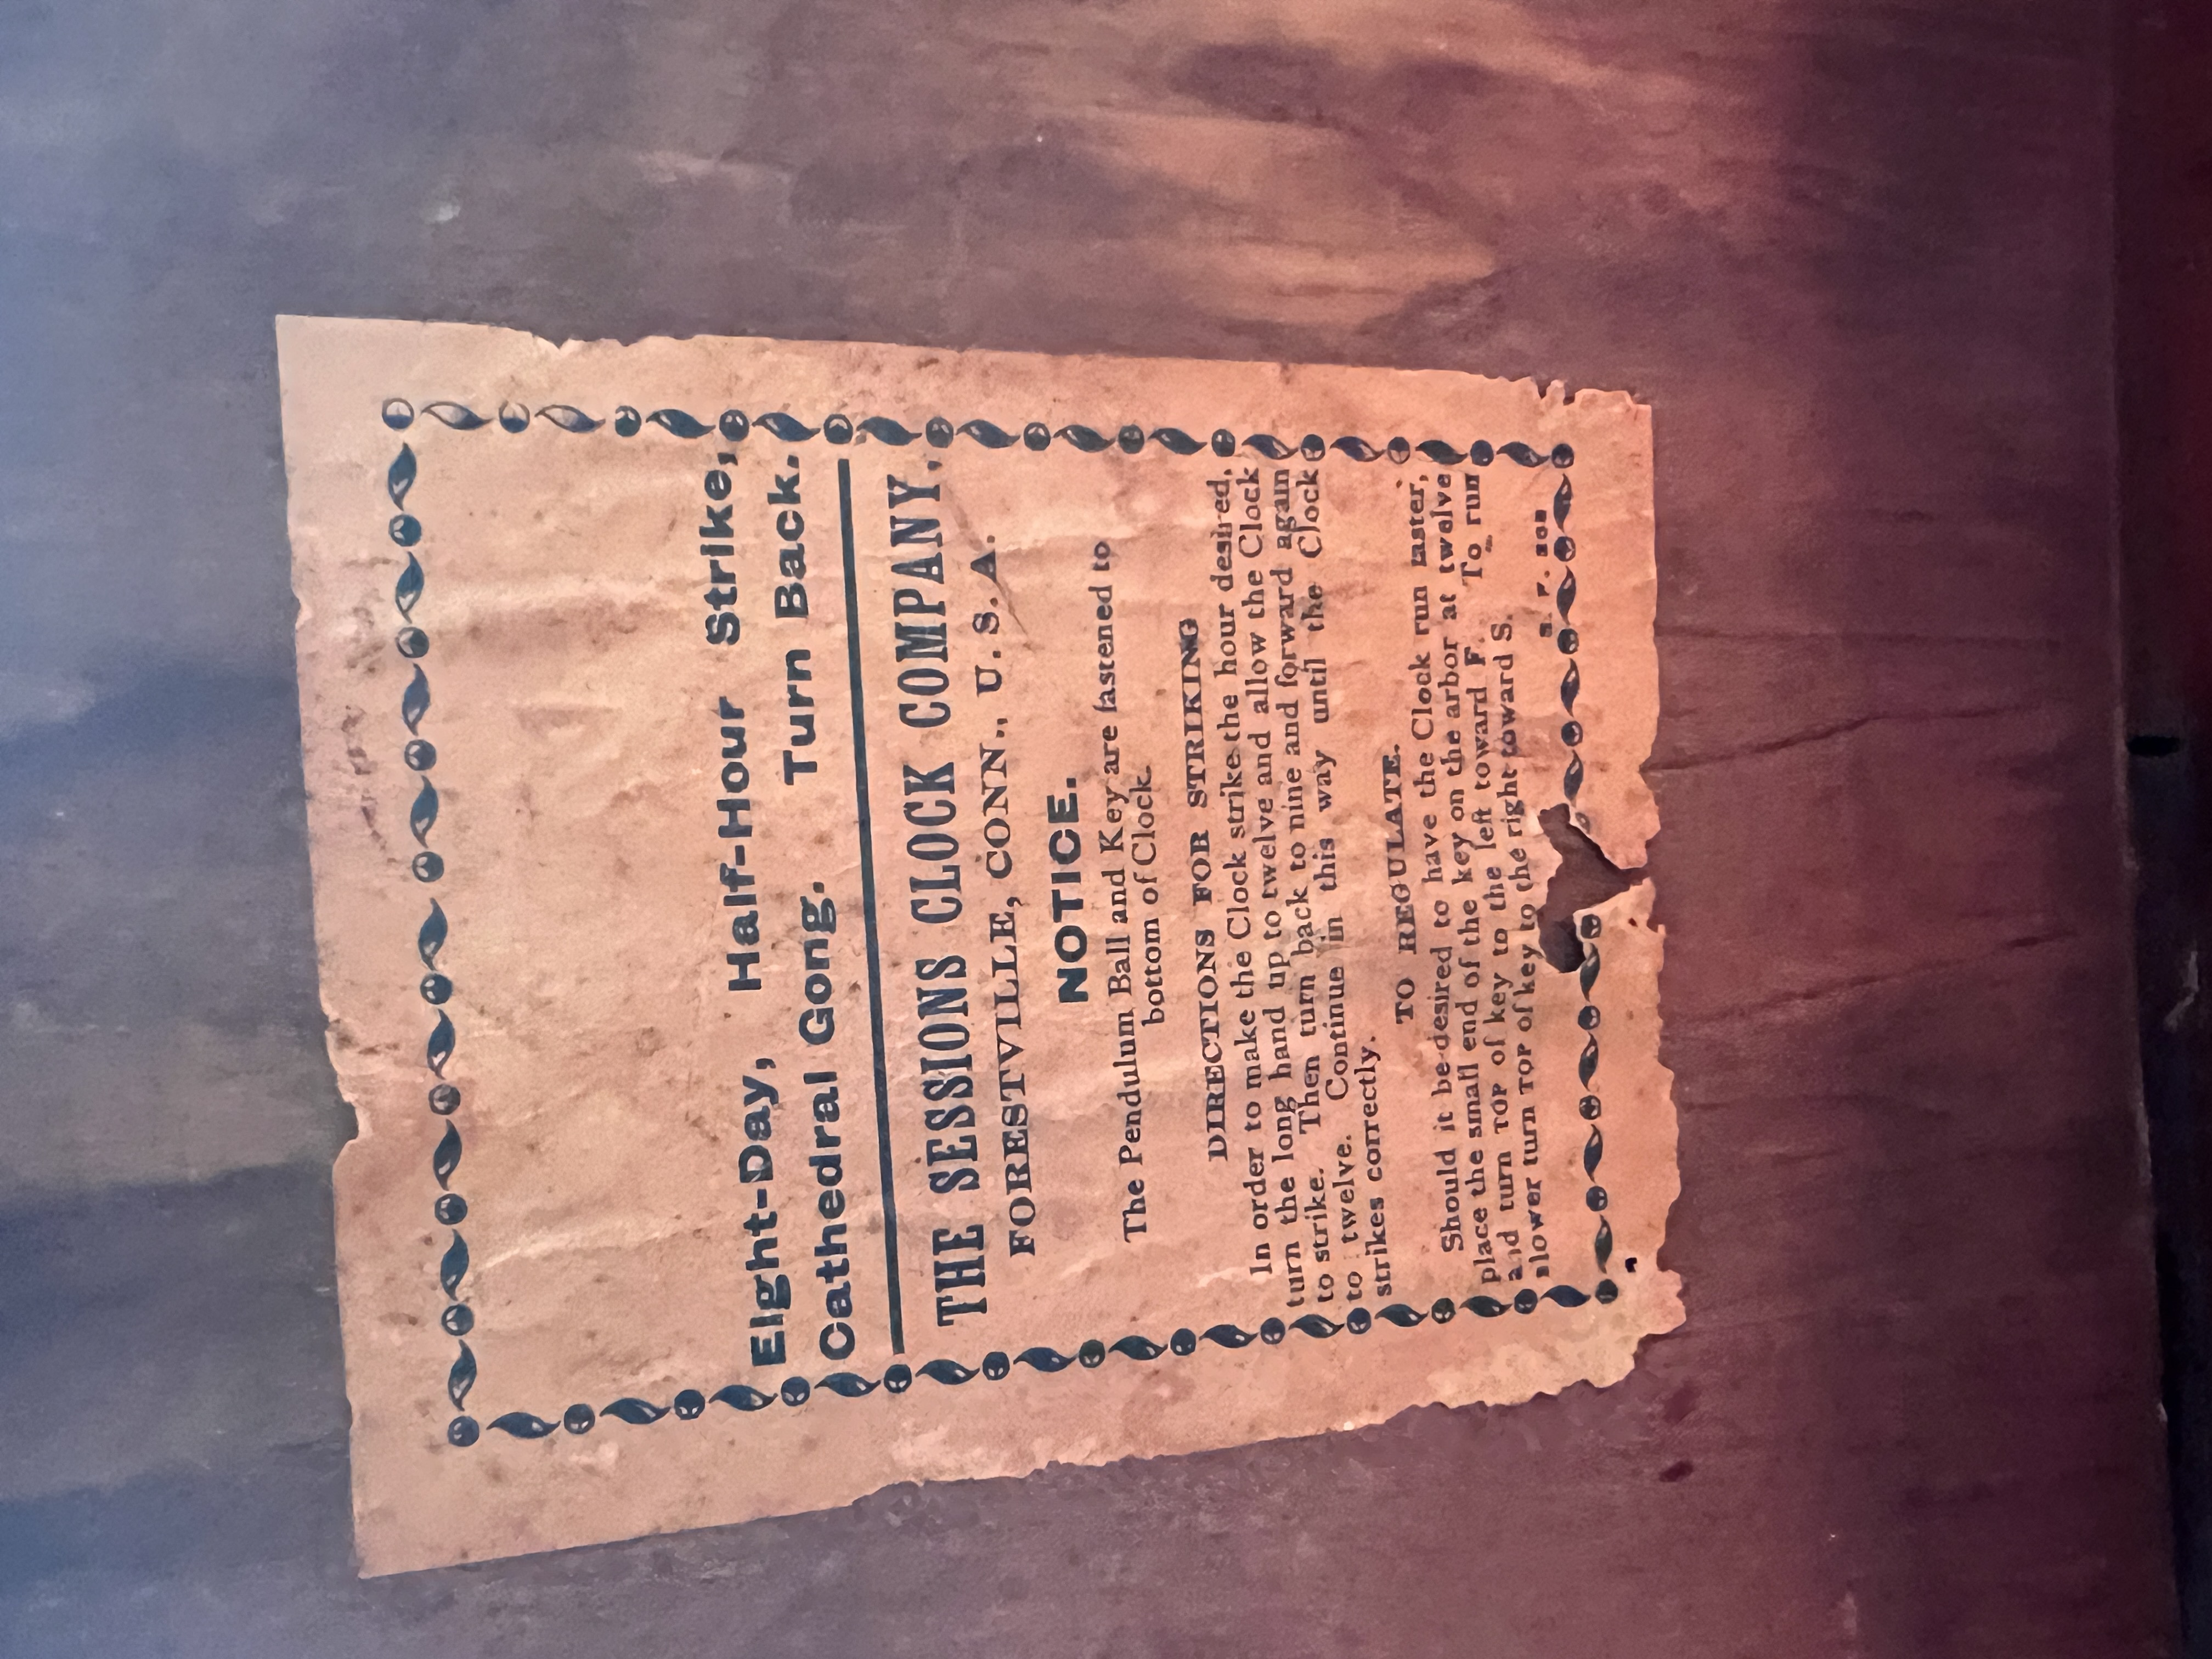 Eight-Day, Half-Hour Strike,
Cathedral Gong. Turn Back.
THE SESSIONS CLOCK COMPANY.
FORESTVILLE, CONN., U. S. A.
NOTICE.
The Pendulum Ball and Key are fastened to
bottom of Clock.
DIRECTIONS FOR STRIKING
In order to make the Clock strike the hour desired,
turn the long hand up to twelve and allow the Clock
to strike. Then turn back to nine and forward again
to twelve. Continue in this way until the Clock
strikes correctly.
TO REGULATE.
Should it be desired to have the Clock run faster,
place the small end of the key on the arbor at twelve
and turn TOP of key to the left toward F. To run
slower turn TOP of key to the right toward S.